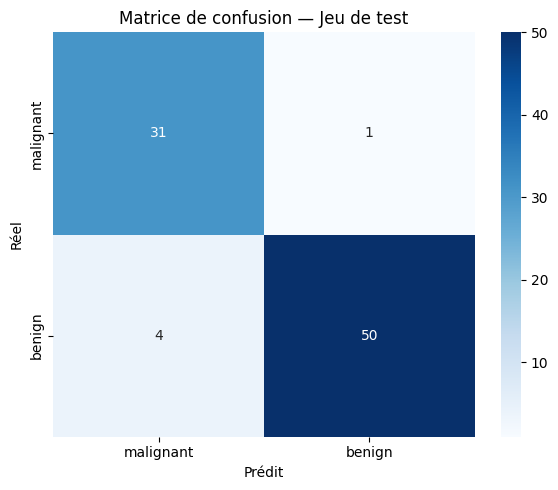 Matrice de confusion — Jeu de test
malignant
benign
Réel
31
1
4
50
malignant
benign
Prédit
50
40
30
20
10